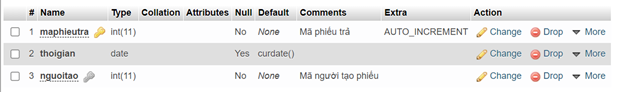 # Name Type Collation Attributes Null Default Comments Extra Action
1 maphieutra int(11) No None Mã phiếu trả AUTO_INCREMENT Change Drop More
2 thoigian date Yes curdate() Change Drop More
3 nguoitao int(11) No None Mã người tạo phiếu Change Drop More